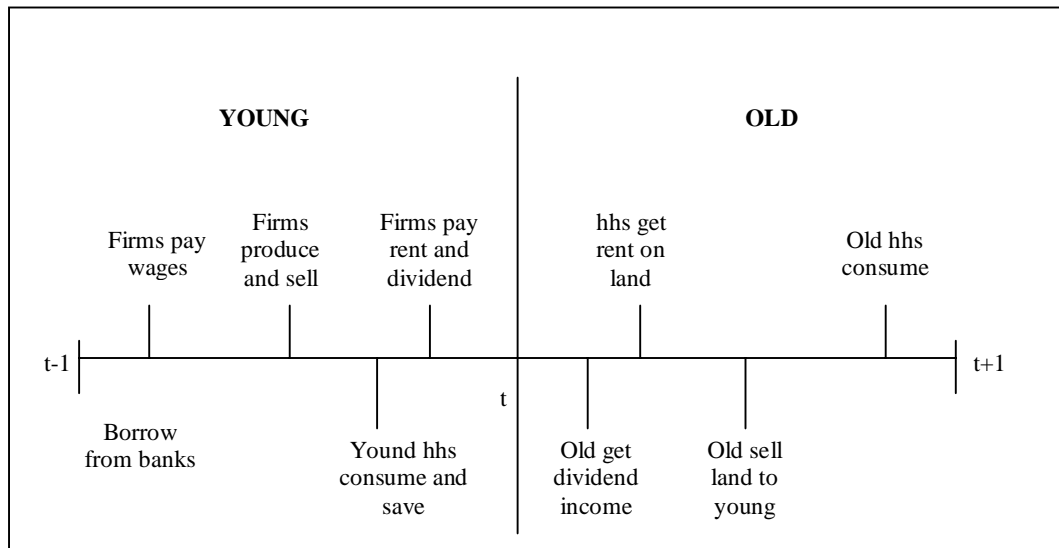 YOUNG
OLD
Firms pay
wages
Firms
produce
and sell
Firms pay
rent and
dividend
hhs get
rent on
land
Old hhs
consume
t-1
t
t+1
Borrow
from banks
Yound hhs
consume and
save
Old get
dividend
income
Old sell
land to
young